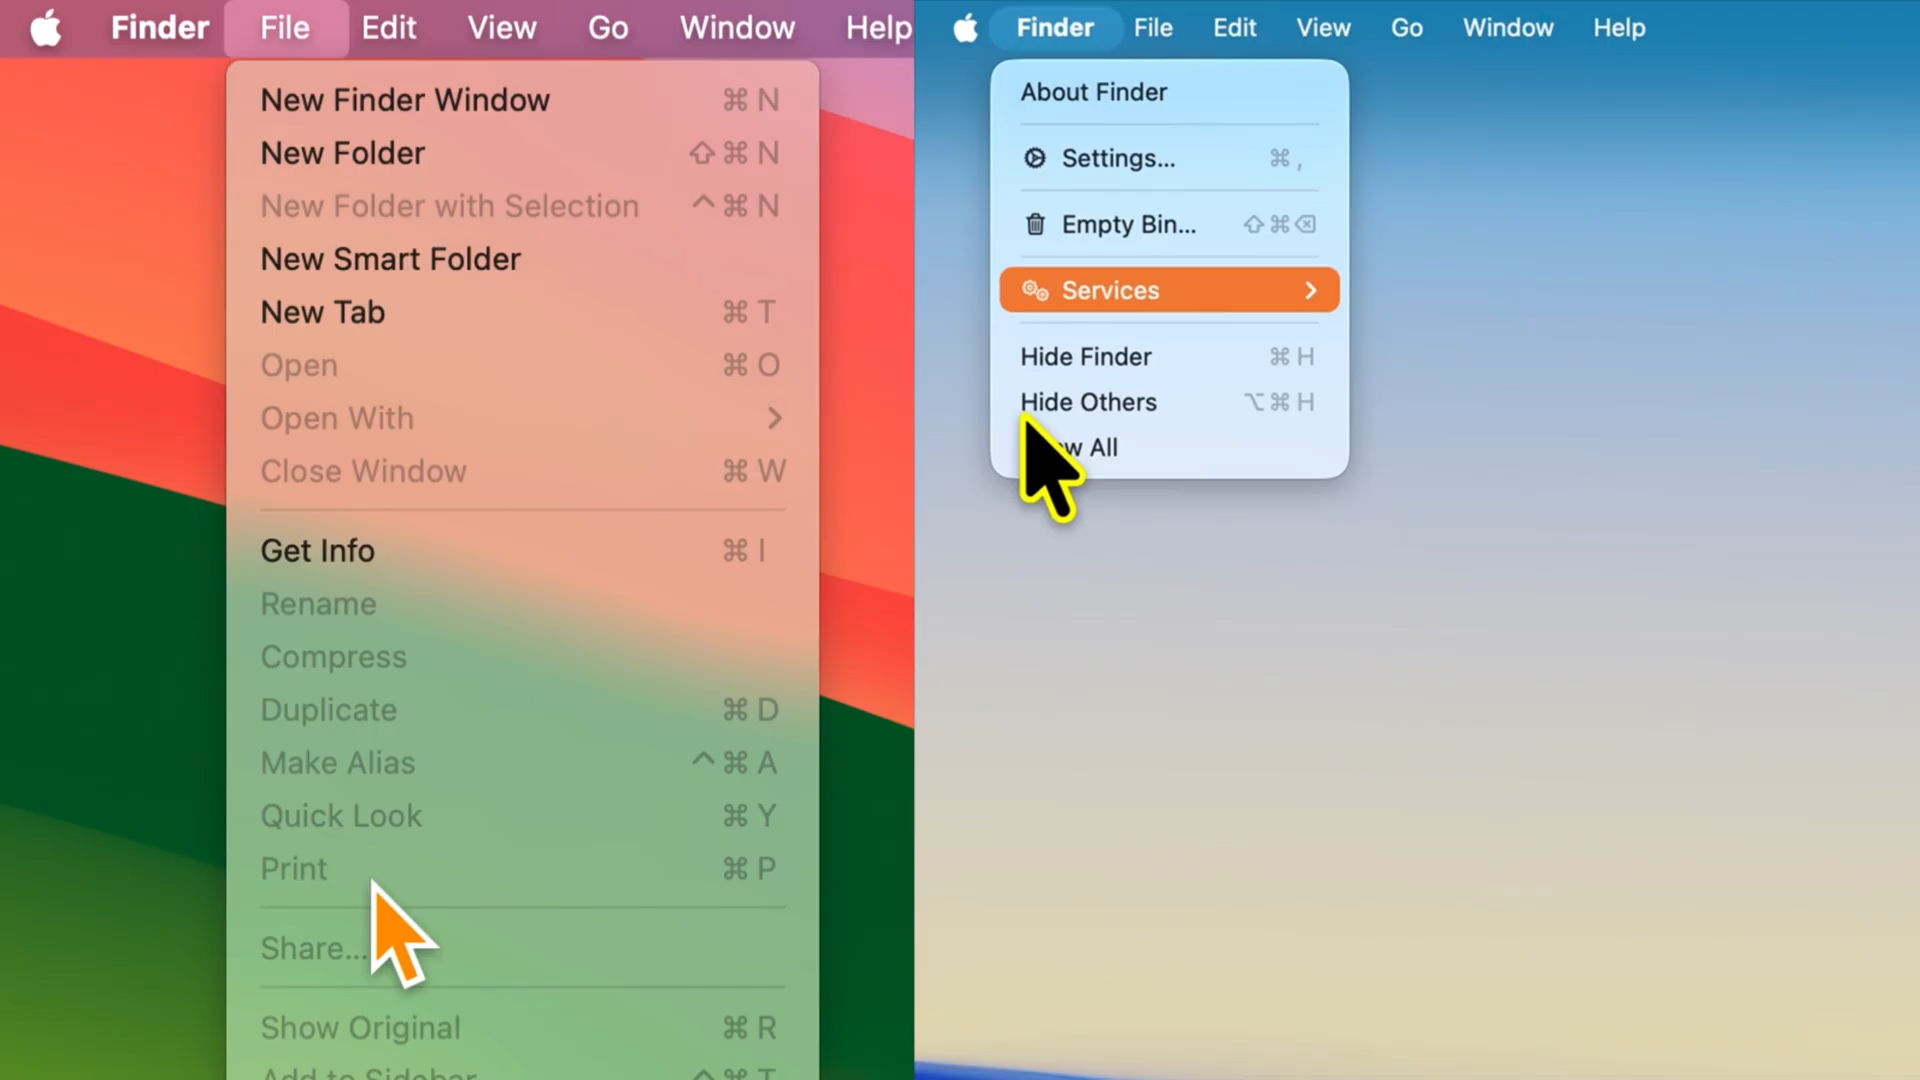 Finder File Edit View Go Window Help
New Finder Window ⌘ N
New Folder ⇧ ⌘ N
New Folder with Selection ^ ⌘ N
New Smart Folder
New Tab ⌘ T
Open ⌘ O
Open With >
Close Window ⌘ W
Get Info ⌘ I
Rename
Compress
Duplicate ⌘ D
Make Alias ^ ⌘ A
Quick Look ⌘ Y
Print ⌘ P
Share...
Show Original ⌘ R
Add to Sidebar ^ ⌘ T
Finder File Edit View Go Window Help
About Finder
Settings... ⌘ ,
Empty Bin... ⇧ ⌘ ⌫
Services >
Hide Finder ⌘ H
Hide Others ⌥ ⌘ H
All